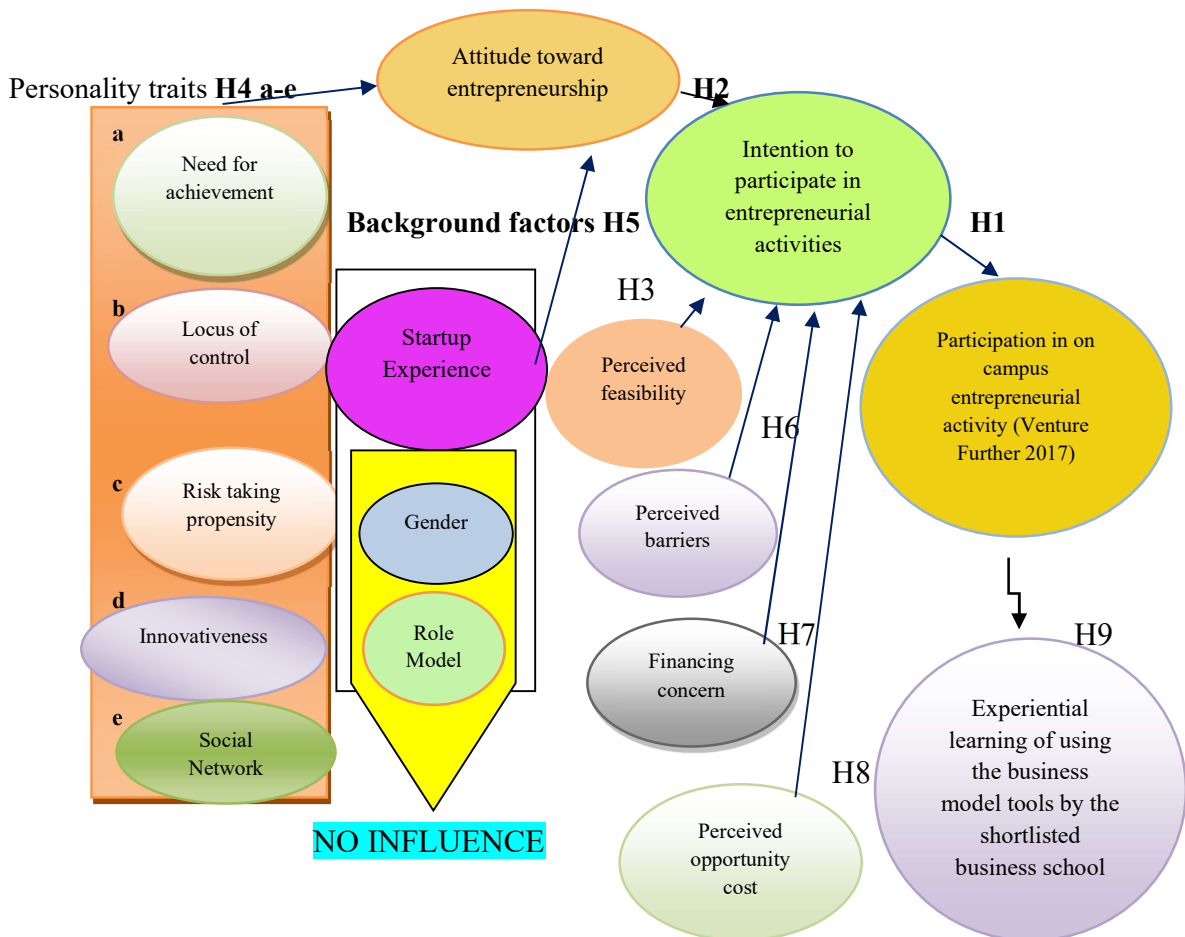 Attitude toward
entrepreneurship
Personality traits H4 a-e
H2
a
Need for
achievement
Intention to
participate in
entrepreneurial
activities
Background factors H5
H1
b
Locus of
control
Startup
Experience
H3
Perceived
feasibility
Participation in on
campus
entrepreneurial
activity (Venture
Further 2017)
H6
c
Risk taking
propensity
Gender
Perceived
barriers
d
Innovativeness
Role
Model
H7
Financing
concern
H9
e
Social
Network
Experiential
learning of using
the business
model tools by the
shortlisted
business school
H8
NO INFLUENCE
Perceived
opportunity
cost